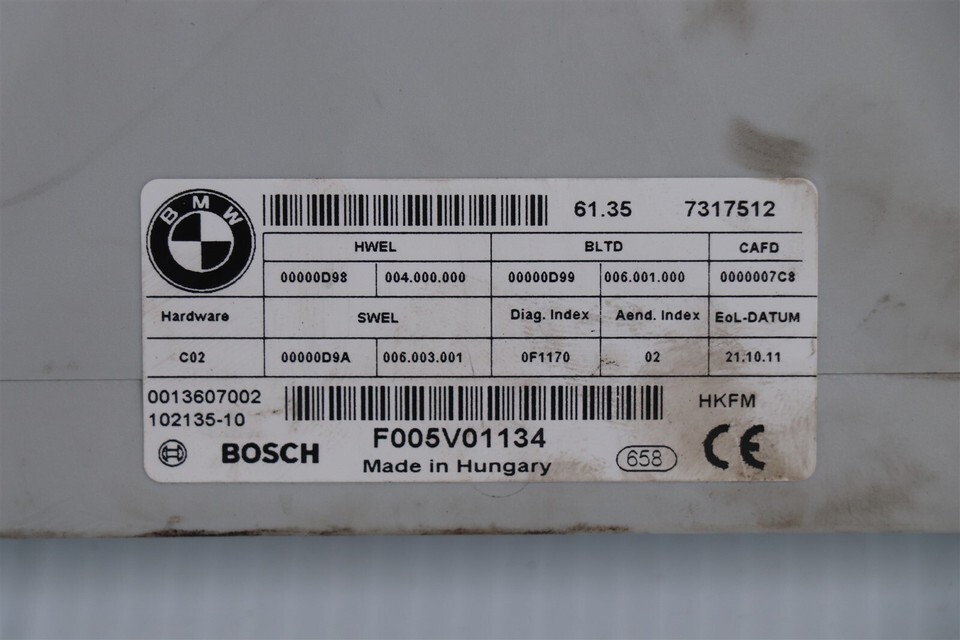 BMW
61.35 7317512
HWEL BLTD CAFD
00000D98 004.000.000 00000D99 006.001.000 0000007C8
Hardware SWEL Diag. Index Aend. Index EoL-DATUM
C02 00000D9A 006.003.001 0F1170 02 21.10.11
0013607002 HKFM
102135-10
BOSCH F005V01134
Made in Hungary 658 CE